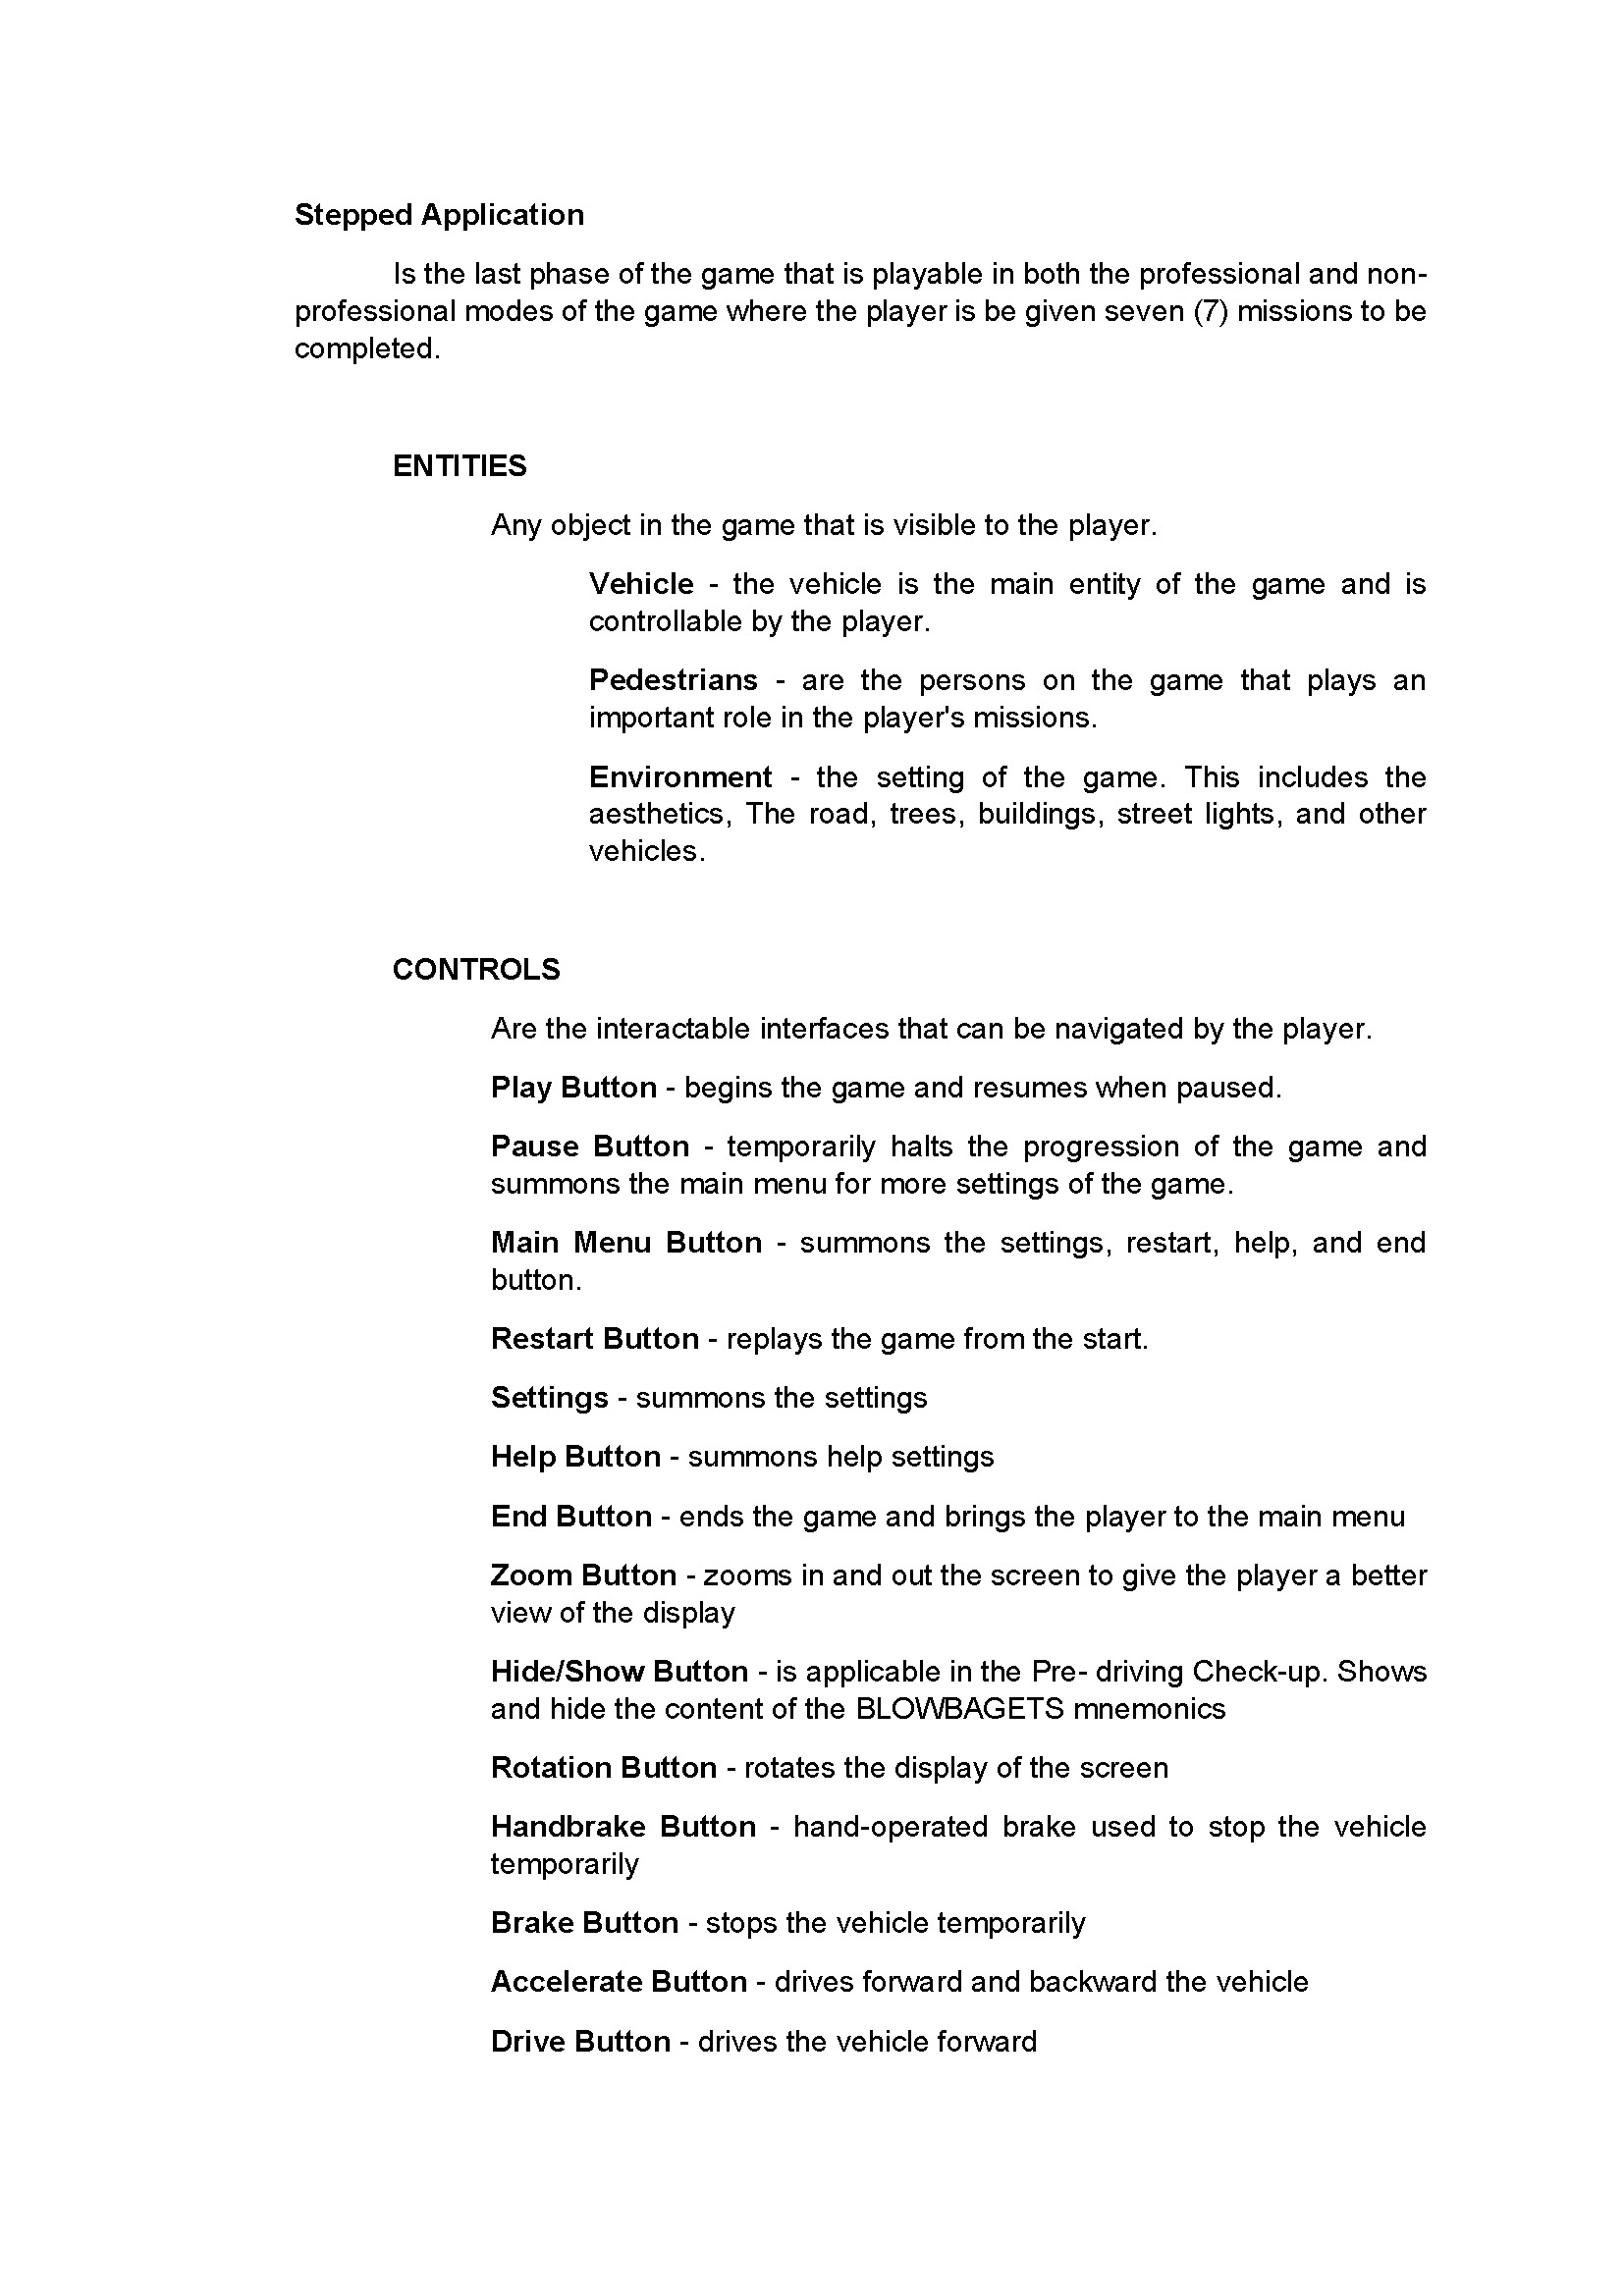 Stepped Application
Is the last phase of the game that is playable in both the professional and non-
professional modes of the game where the player is be given seven (7) missions to be
completed.
ENTITIES
Any object in the game that is visible to the player.
Vehicle - the vehicle is the main entity of the game and is
controllable by the player.
Pedestrians - are the persons on the game that plays an
important role in the player's missions.
Environment - the setting of the game. This includes the
aesthetics, The road, trees, buildings, street lights, and other
vehicles.
CONTROLS
Are the interactable interfaces that can be navigated by the player.
Play Button - begins the game and resumes when paused.
Pause Button - temporarily halts the progression of the game and
summons the main menu for more settings of the game.
Main Menu Button - summons the settings, restart, help, and end
button.
Restart Button - replays the game from the start.
Settings - summons the settings
Help Button - summons help settings
End Button - ends the game and brings the player to the main menu
Zoom Button - zooms in and out the screen to give the player a better
view of the display
Hide/Show Button - is applicable in the Pre- driving Check-up. Shows
and hide the content of the BLOWBAGETS mnemonics
Rotation Button - rotates the display of the screen
Handbrake Button - hand-operated brake used to stop the vehicle
temporarily
Brake Button - stops the vehicle temporarily
Accelerate Button - drives forward and backward the vehicle
Drive Button - drives the vehicle forward